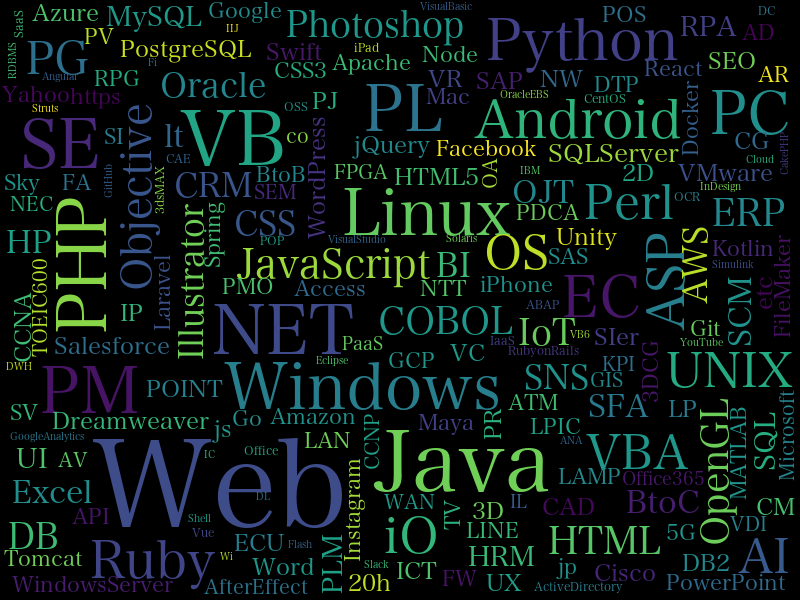 SaaS
Azure
MySQL
Google
VisualBasic
Photoshop
POS
RPA
DC
AD
RDBMS
PG
PV
IIJ
PostgreSQL
Swift
iPad
Apache
Node
Python
React
SEO
Angular
Yahoo
https
RPG
Fi
Oracle
CSS3
VR
Mac
SAP
NW
DTP
AR
Struts
SE
SI
It
VB
OSS
PJ
co
WordPress
jQuery
PL
OracleEBS
CentOS
Android
Docker
PC
CG
CakePHP
Objective
CAE
Facebook
SQLServer
Cloud
Sky
FA
GitHub
3dsMAX
CRM
BtoB
SEM
FPGA
HTML5
OA
IBM
2D
VMware
InDesign
NEC
PHP
Illustrator
Spring
CSS
Linux
OJT
PDCA
Perl
OCR
ERP
HP
POP
VisualStudio
Solaris
OS
Unity
ASP
AWS
Kotlin
CCNA
TOEIC600
Laravel
JavaScript
BI
SAS
Simulink
etc
FileMaker
IP
PMO
Access
NTT
iPhone
EC
SCM
Salesforce
NET
COBOL
ABAP
IoT
VB6
SIer
Git
YouTube
DWH
Eclipse
PaaS
IaaS
RubyonRails
PM
POINT
Windows
GCP
VC
SNS
GIS
KPI
3DCG
UNIX
SV
Dreamweaver
js
Go
Amazon
Maya
PR
ATM
SFA
LP
GoogleAnalytics
Web
IC
Office
LAN
CCNP
Java
LPIC
ANA
VBA
OpenGL
MATLAB
SQL
Microsoft
UI
AV
LAMP
Office365
Excel
DL
Instagram
WAN
TV
3D
IL
CAD
BtoC
CM
API
Shell
Vue
Flash
iO
LINE
HTML
5G
VDI
DB
Tomcat
Ruby
Wi
ECU
PLM
Slack
HRM
DB2
AI
WindowsServer
AfterEffect
Word
20h
ICT
FW
UX
jp
ActiveDirectory
Cisco
PowerPoint